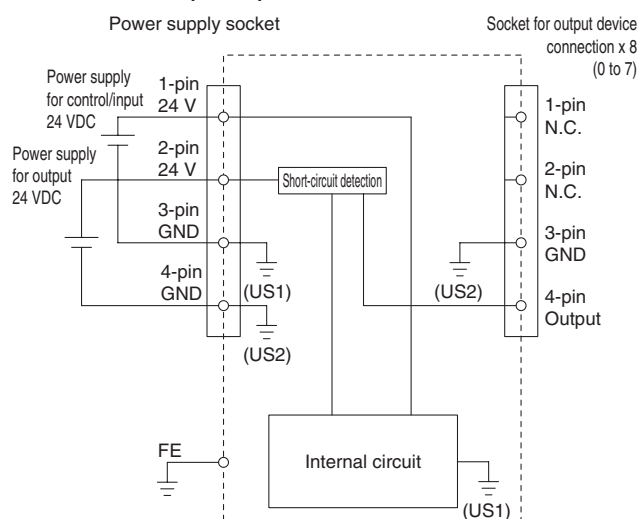 Power supply socket
Socket for output device
connection x 8
(0 to 7)
Power supply
for control/input
24 VDC
Power supply
for output
24 VDC
1-pin
24 V
2-pin
24 V
3-pin
GND
4-pin
GND
(US1)
(US2)
Short-circuit detection
1-pin
N.C.
2-pin
N.C.
3-pin
GND
(US2)
4-pin
Output
FE
Internal circuit
(US1)